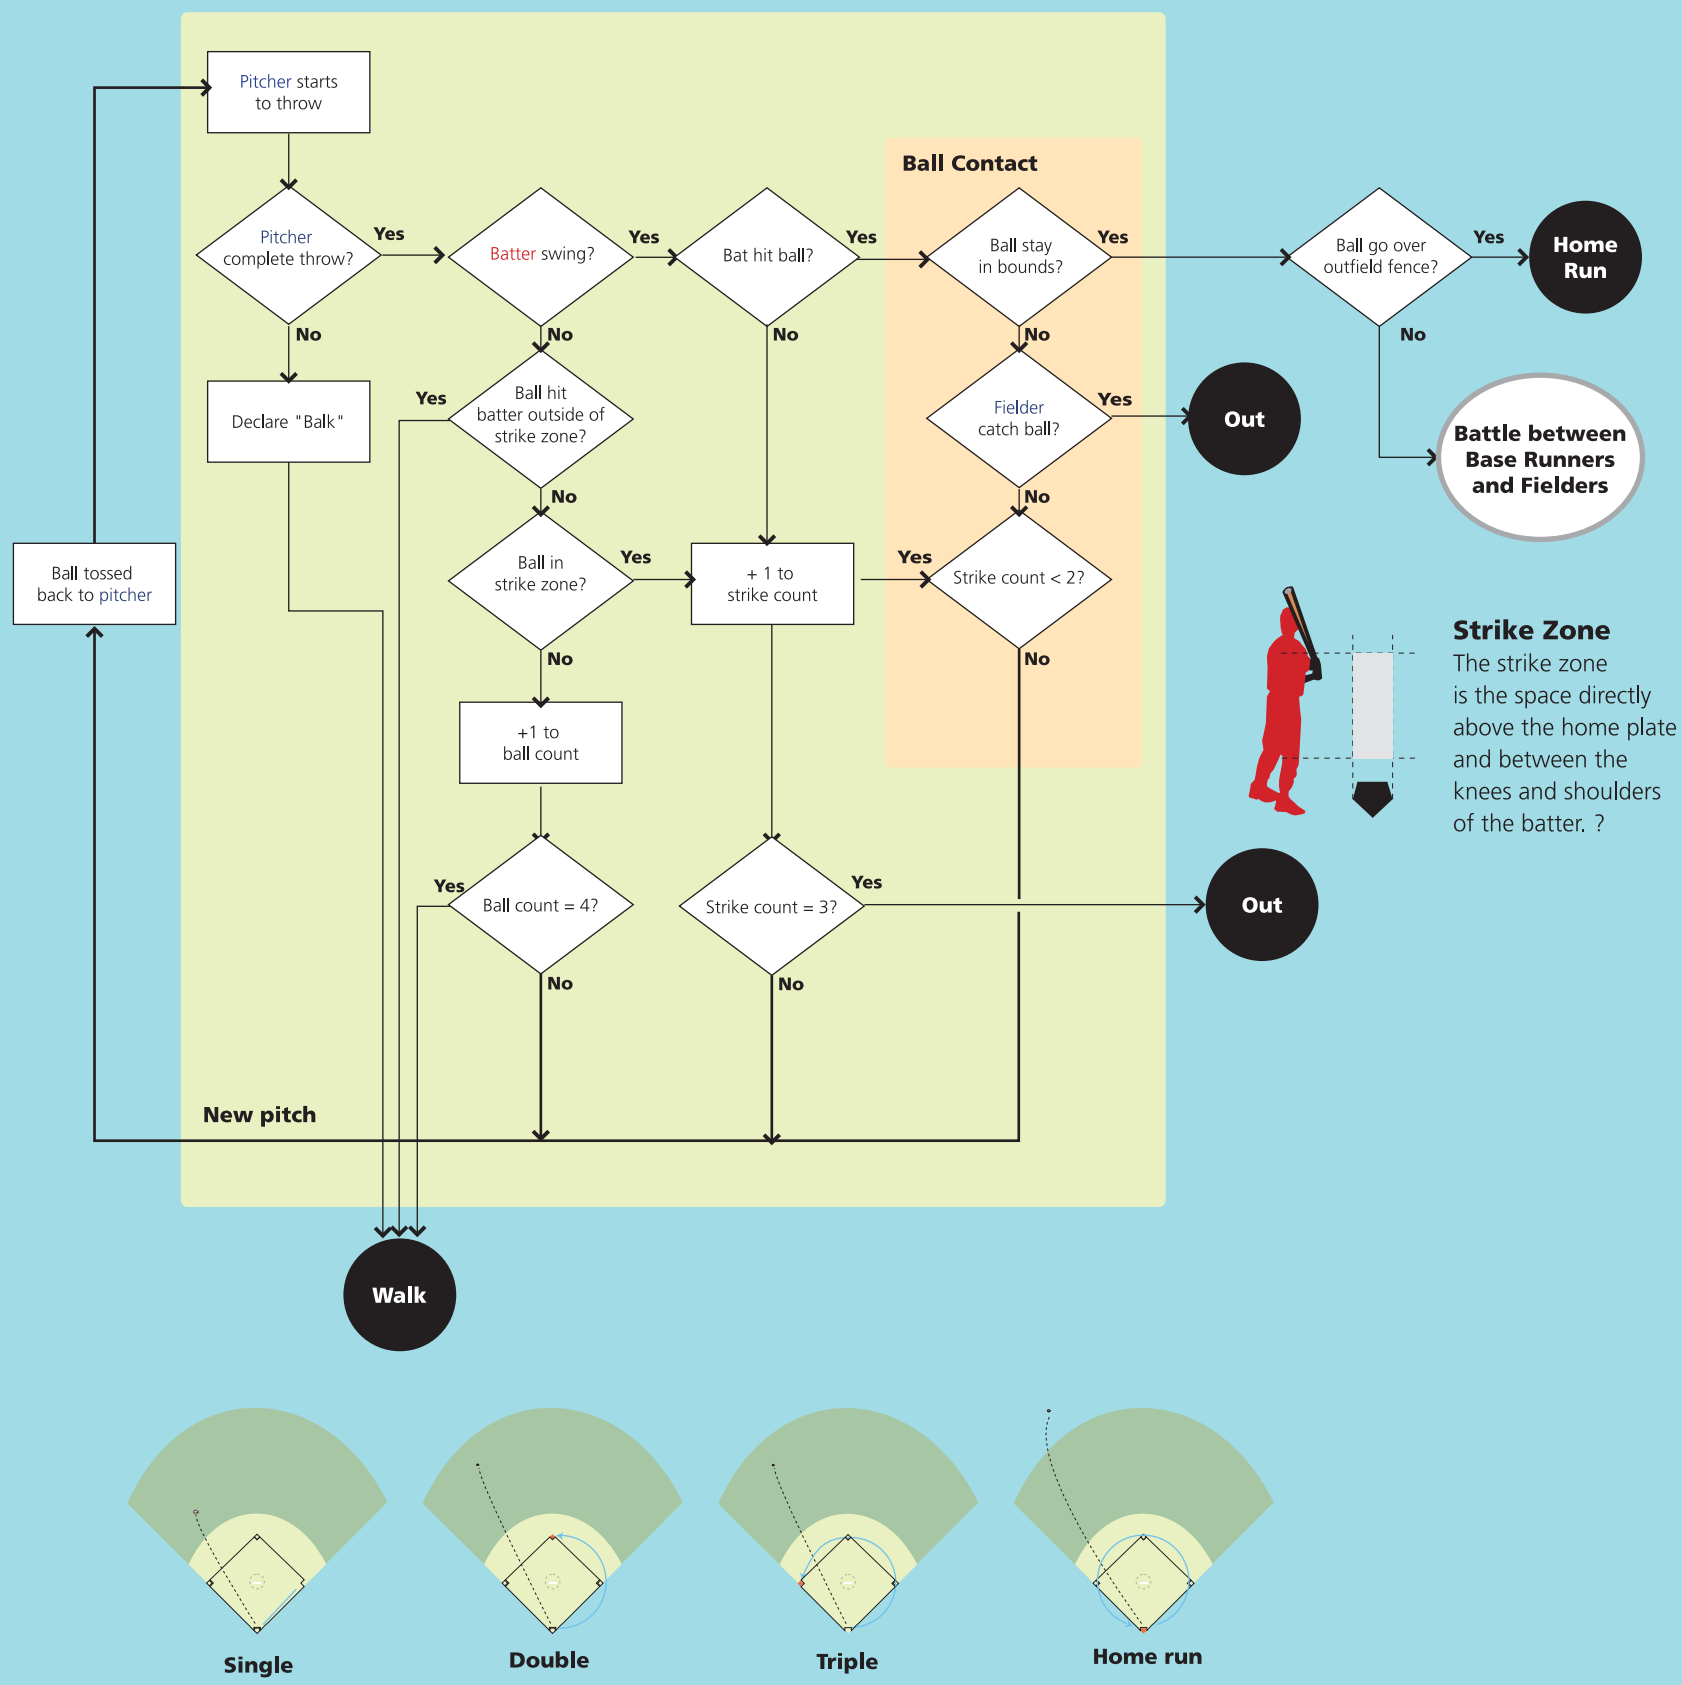 Pitcher starts
to throw
Ball Contact
Pitcher
complete throw?
Yes
Batter swing?
Yes
Bat hit ball?
Yes
Ball stay
in bounds?
Yes
Ball go over
outfield fence?
Yes
Home
Run
No
No
No
No
No
Declare "Balk"
Yes
Ball hit
batter outside of
strike zone?
Fielder
catch ball?
Yes
Out
Battle between
Base Runners
and Fielders
No
No
Ball tossed
back to pitcher
Ball in
strike zone?
Yes
+ 1 to
strike count
Yes
Strike count < 2?
No
No
Strike Zone
The strike zone
is the space directly
above the home plate
and between the
knees and shoulders
of the batter. ?
+1 to
ball count
Yes
Ball count = 4?
Strike count = 3?
Yes
Out
No
No
New pitch
Walk
Single
Double
Triple
Home run